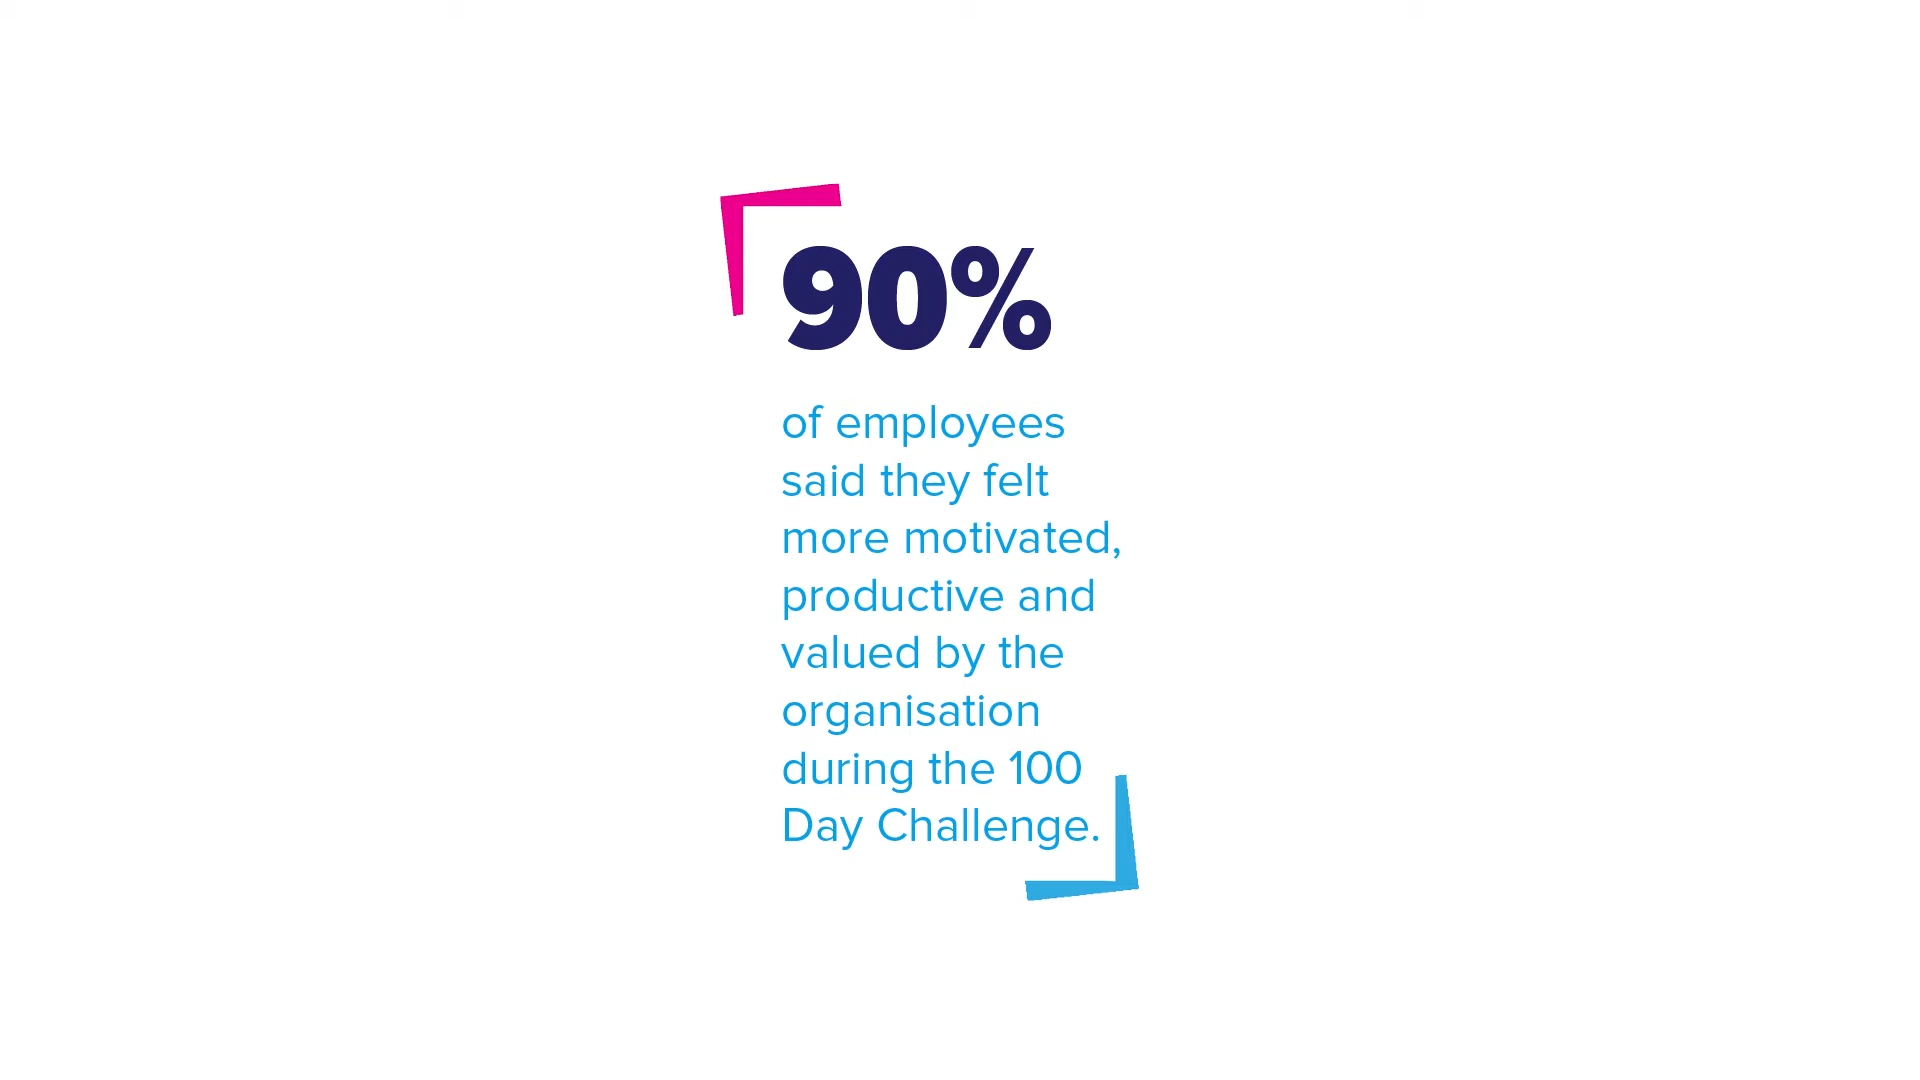 90%
of employees
said they felt
more motivated,
productive and
valued by the
organisation
during the 100
Day Challenge.